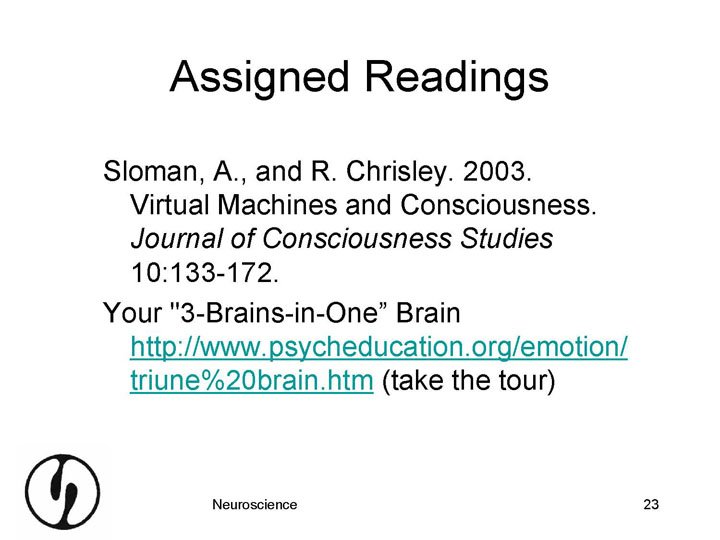 Assigned Readings
Sloman, A., and R. Chrisley. 2003.
Virtual Machines and Consciousness.
Journal of Consciousness Studies
10:133-172.
Your "3-Brains-in-One” Brain
http://www.psycheducation.org/emotion/
triune%20brain.htm (take the tour)
Neuroscience
23